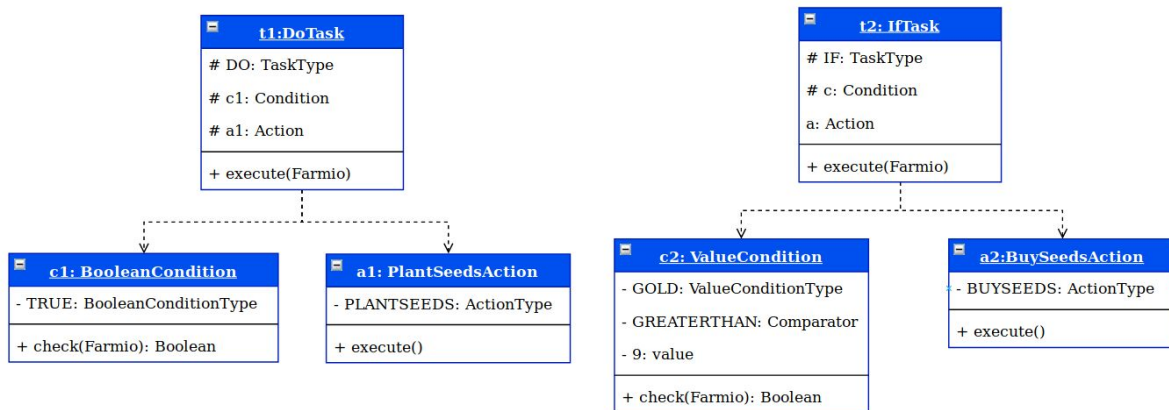 t1:DoTask
# DO: TaskType
# c1: Condition
# a1: Action
+ execute(Farmio)
c1: BooleanCondition
- TRUE: BooleanConditionType
+ check(Farmio): Boolean
a1: PlantSeedsAction
- PLANTSEEDS: ActionType
+ execute()
t2: IfTask
# IF: TaskType
# c: Condition
a: Action
+ execute(Farmio)
c2: ValueCondition
- GOLD: ValueConditionType
- GREATERTHAN: Comparator
- 9: value
+ check(Farmio): Boolean
a2:BuySeedsAction
- BUYSEEDS: ActionType
+ execute()